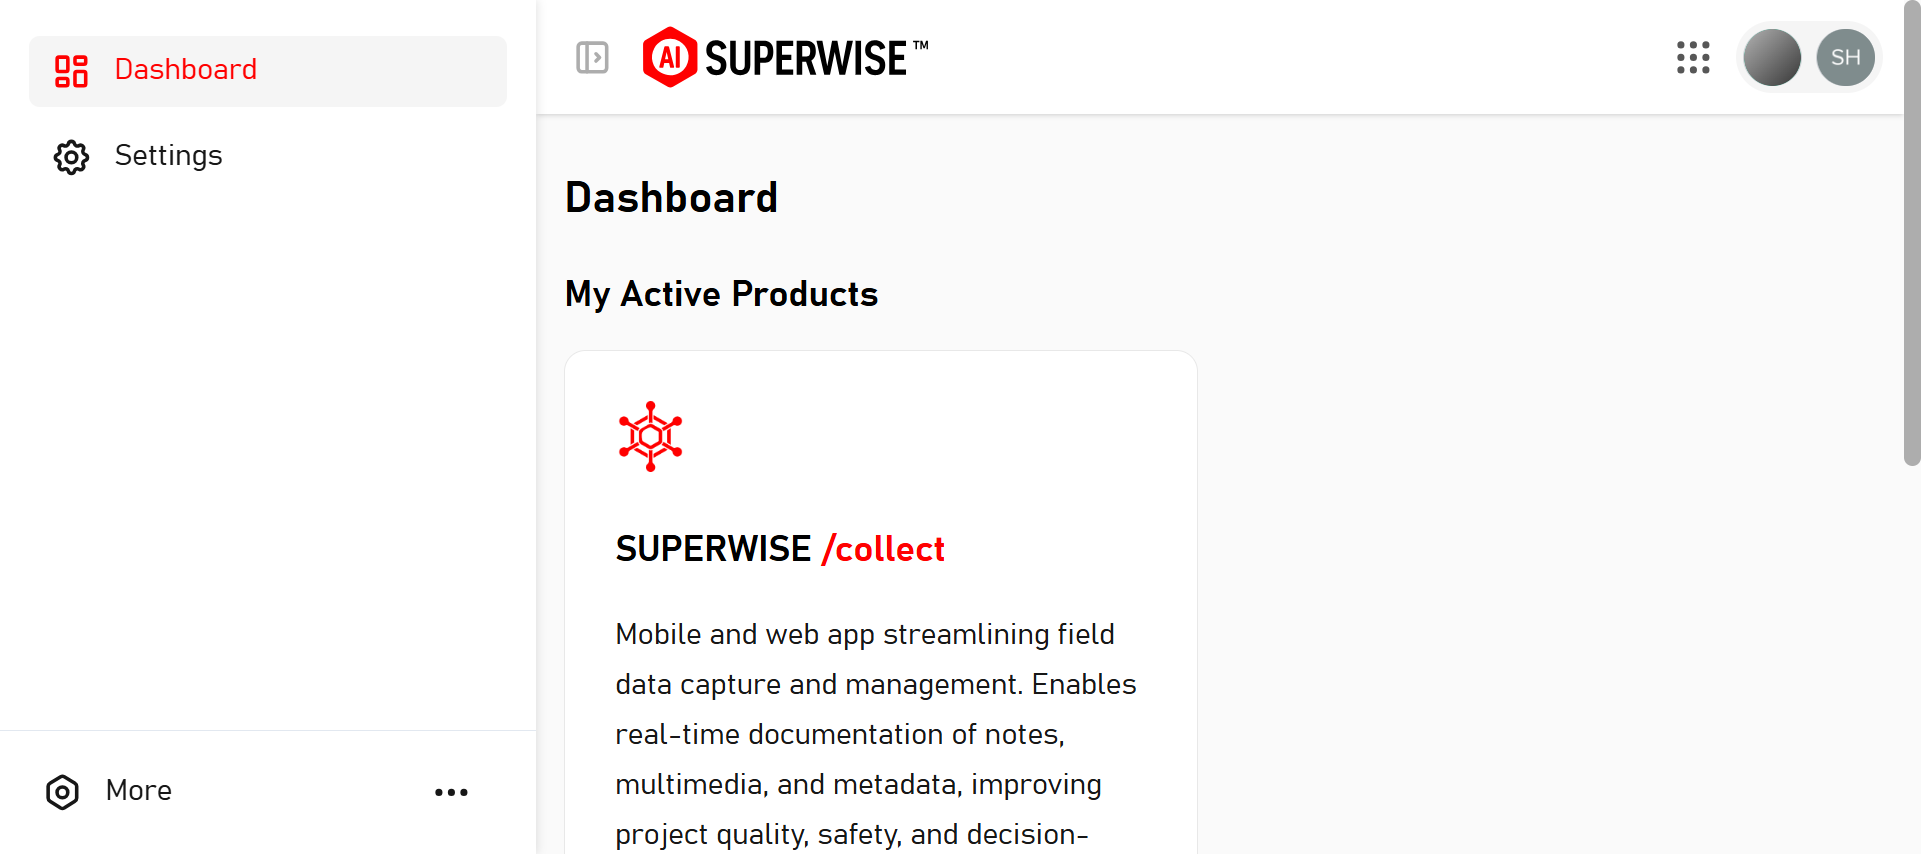 Dashboard
Settings
More
AI SUPERWISE™
SH
Dashboard
My Active Products
SUPERWISE /collect
Mobile and web app streamlining field
data capture and management. Enables
real-time documentation of notes,
multimedia, and metadata, improving
project quality, safety, and decision-